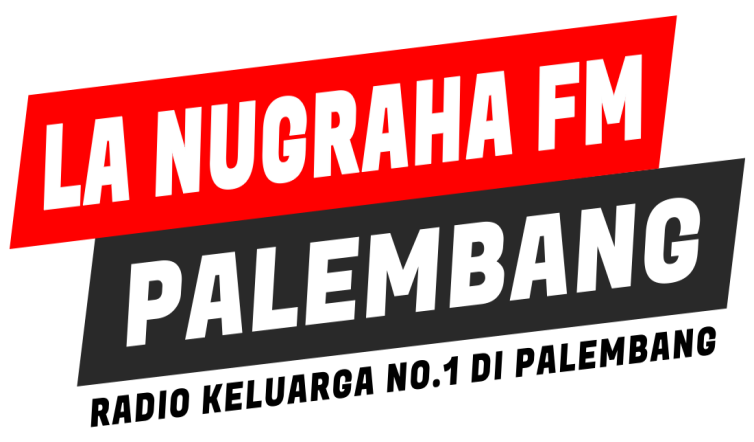 LA NUGRAHA FM
PALEMBANG
RADIO KELUARGA NO.1 DI PALEMBANG